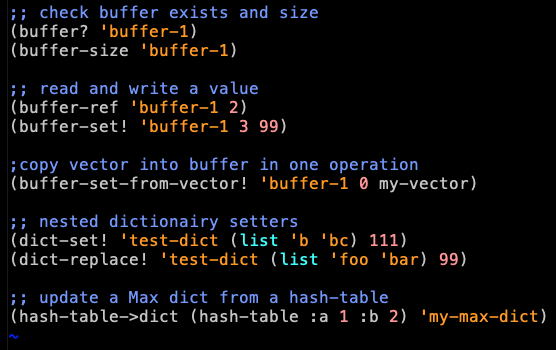 ;; check buffer exists and size
(buffer? 'buffer-1)
(buffer-size 'buffer-1)

;; read and write a value
(buffer-ref 'buffer-1 2)
(buffer-set! 'buffer-1 3 99)

;copy vector into buffer in one operation
(buffer-set-from-vector! 'buffer-1 0 my-vector)

;; nested dictionairy setters
(dict-set! 'test-dict (list 'b 'bc) 111)
(dict-replace! 'test-dict (list 'foo 'bar) 99)

;; update a Max dict from a hash-table
(hash-table->dict (hash-table :a 1 :b 2) 'my-max-dict)
~